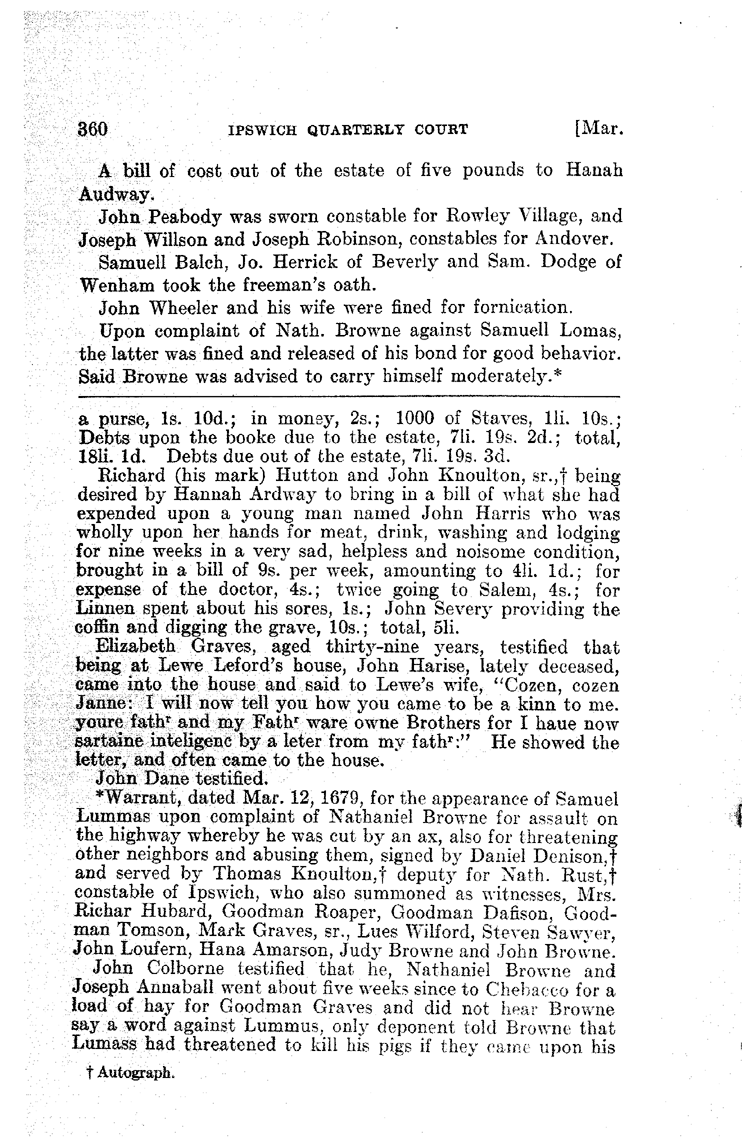 360 IPSWICH QUARTERLY COURT [Mar.
A bill of cost out of the estate of five pounds to Hanah
Audway.
John Peabody was sworn constable for Rowley Village, and
Joseph Willson and Joseph Robinson, constables for Andover.
Samuell Balch, Jo. Herrick of Beverly and Sam. Dodge of
Wenham took the freeman's oath.
John Wheeler and his wife were fined for fornication.
Upon complaint of Nath. Browne against Samuell Lomas,
the latter was fined and released of his bond for good behavior.
Said Browne was advised to carry himself moderately.*
a purse, 1s. 10d.; in money, 2s.; 1000 of Staves, 1li. 10s.;
Debts upon the booke due to the estate, 7li. 19s. 2d.; total,
18li. 1d. Debts due out of the estate, 7li. 19s. 3d.
Richard (his mark) Hutton and John Knoulton, sr.,† being
desired by Hannah Ardway to bring in a bill of what she had
expended upon a young man named John Harris who was
wholly upon her hands for meat, drink, washing and lodging
for nine weeks in a very sad, helpless and noisome condition,
brought in a bill of 9s. per week, amounting to 4li. 1d.; for
expense of the doctor, 4s.; twice going to Salem, 4s.; for
Linnen spent about his sores, 1s.; John Severy providing the
coffin and digging the grave, 10s.; total, 5li.
Elizabeth Graves, aged thirty-nine years, testified that
being at Lewe Leford's house, John Harise, lately deceased,
came into the house and said to Lewe's wife, "Cozen, cozen
Janne: I will now tell you how you came to be a kinn to me.
youre fathʳ and my Fathʳ ware owne Brothers for I haue now
sartaine inteligenc by a leter from my fathʳ:" He showed the
letter, and often came to the house.
John Dane testified.
*Warrant, dated Mar. 12, 1679, for the appearance of Samuel
Lummas upon complaint of Nathaniel Browne for assault on
the highway whereby he was cut by an ax, also for threatening
other neighbors and abusing them, signed by Daniel Denison,†
and served by Thomas Knoulton,† deputy for Nath. Rust,†
constable of Ipswich, who also summoned as witnesses, Mrs.
Richar Hubard, Goodman Roaper, Goodman Dafison, Good-
man Tomson, Mark Graves, sr., Lues Wilford, Steven Sawyer,
John Loufern, Hana Amarson, Judy Browne and John Browne.
John Colborne testified that he, Nathaniel Browne and
Joseph Annaball went about five weeks since to Chebacco for a
load of hay for Goodman Graves and did not hear Browne
say a word against Lummus, only deponent told Browne that
Lumass had threatened to kill his pigs if they came upon his
† Autograph.